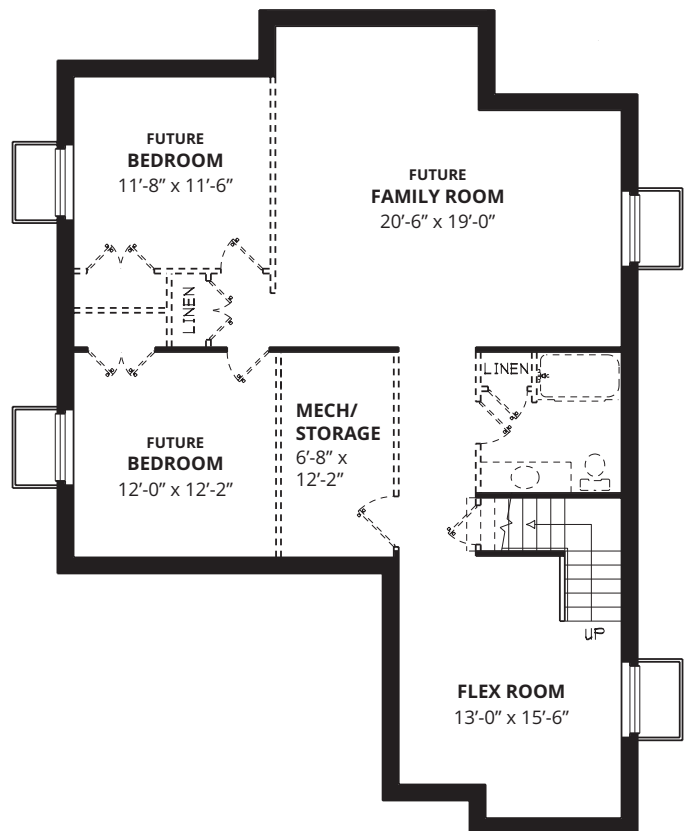 FUTURE
BEDROOM
11’-8” x 11’-6”
FUTURE
FAMILY ROOM
20’-6” x 19’-0”
LINEN
LINEN
FUTURE
BEDROOM
12’-0” x 12’-2”
MECH/
STORAGE
6’-8” x
12’-2”
UP
FLEX ROOM
13’-0” x 15’-6”